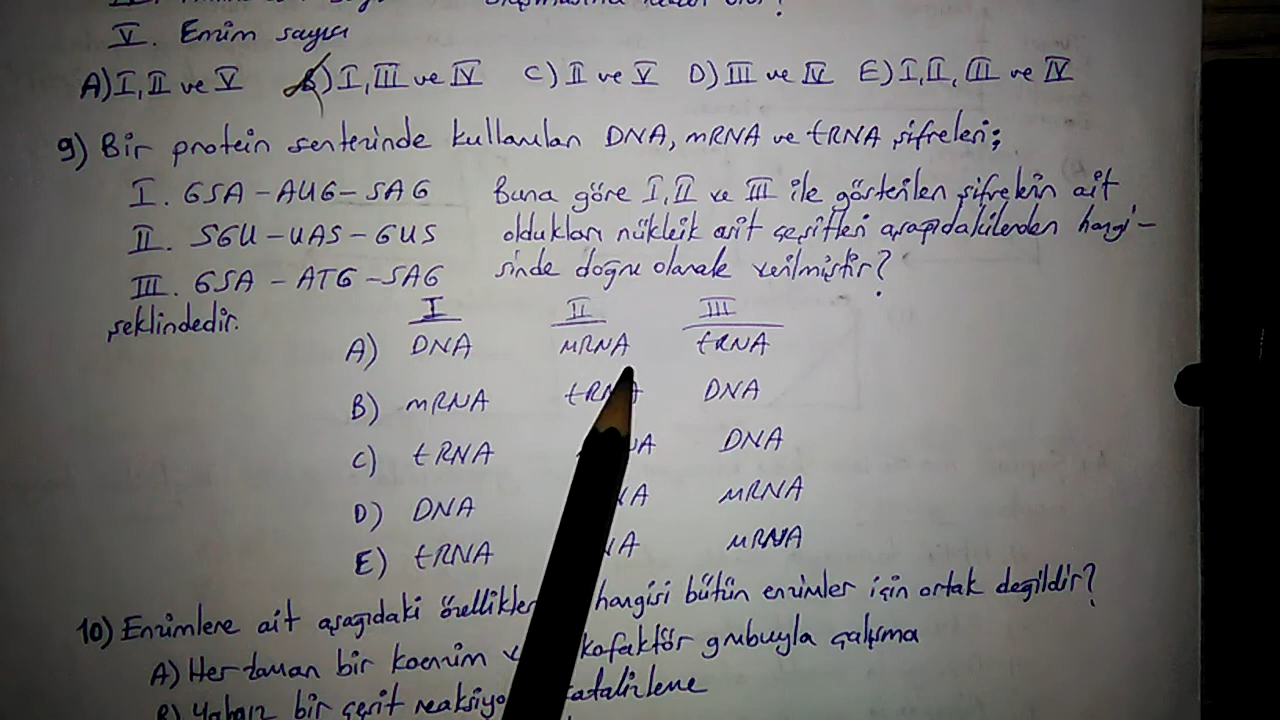 V. Enzim sayısı
A) I, II ve V B) I, III ve IV C) II ve V D) III ve IV E) I, II, III ve IV
9) Bir protein sentezinde kullanılan DNA, mRNA ve tRNA şifreleri;
I. GSA - AUG - SAG
II. SGU - UAS - GUS
III. GSA - ATG - SAG
şeklindedir.
Buna göre I, II ve III ile gösterilen şifrelerin ait
oldukları nükleik asit çeşitleri aşağıdakilerden hangi-
sinde doğru olarak verilmiştir?
I II III
A) DNA mRNA tRNA
B) mRNA tRNA DNA
C) tRNA DNA
D) DNA mRNA
E) tRNA mRNA
10) Enzimlere ait aşağıdaki hangisi bütün enzimler için ortak değildir?
A) Her zaman bir koenzim kofaktör grubuyla çalışma
B) Yalnız bir çeşit